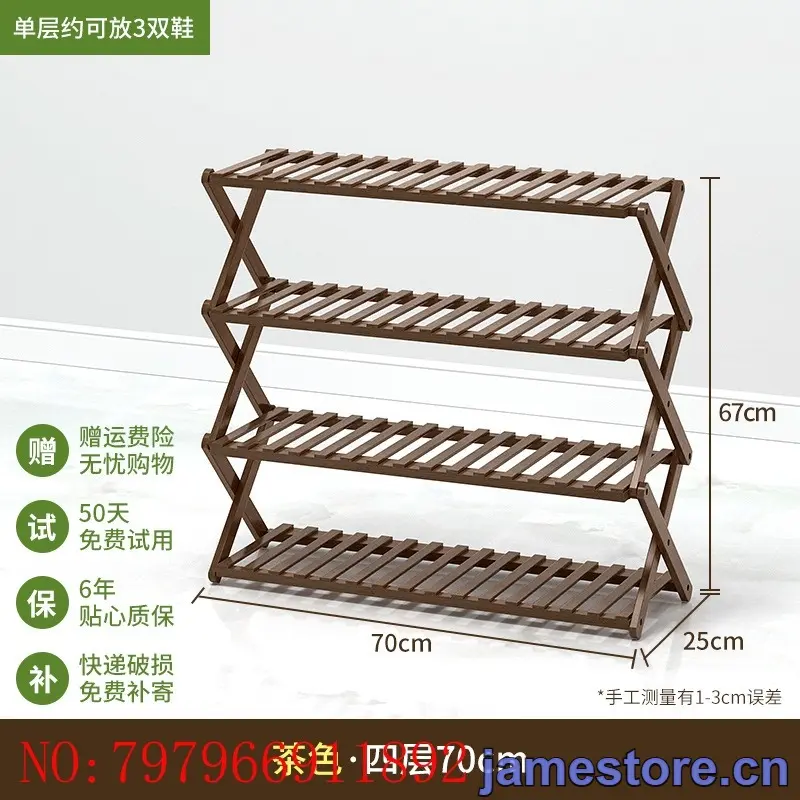 单层约可放3双鞋
67cm
赠
赠运费险
无忧购物
试
50天
免费试用
保
6年
贴心质保
补
快递破损
免费补寄
70cm
25cm
*手工测量有1-3cm误差
茶色·四层70cm
NO:797966941892
jamestore.cn